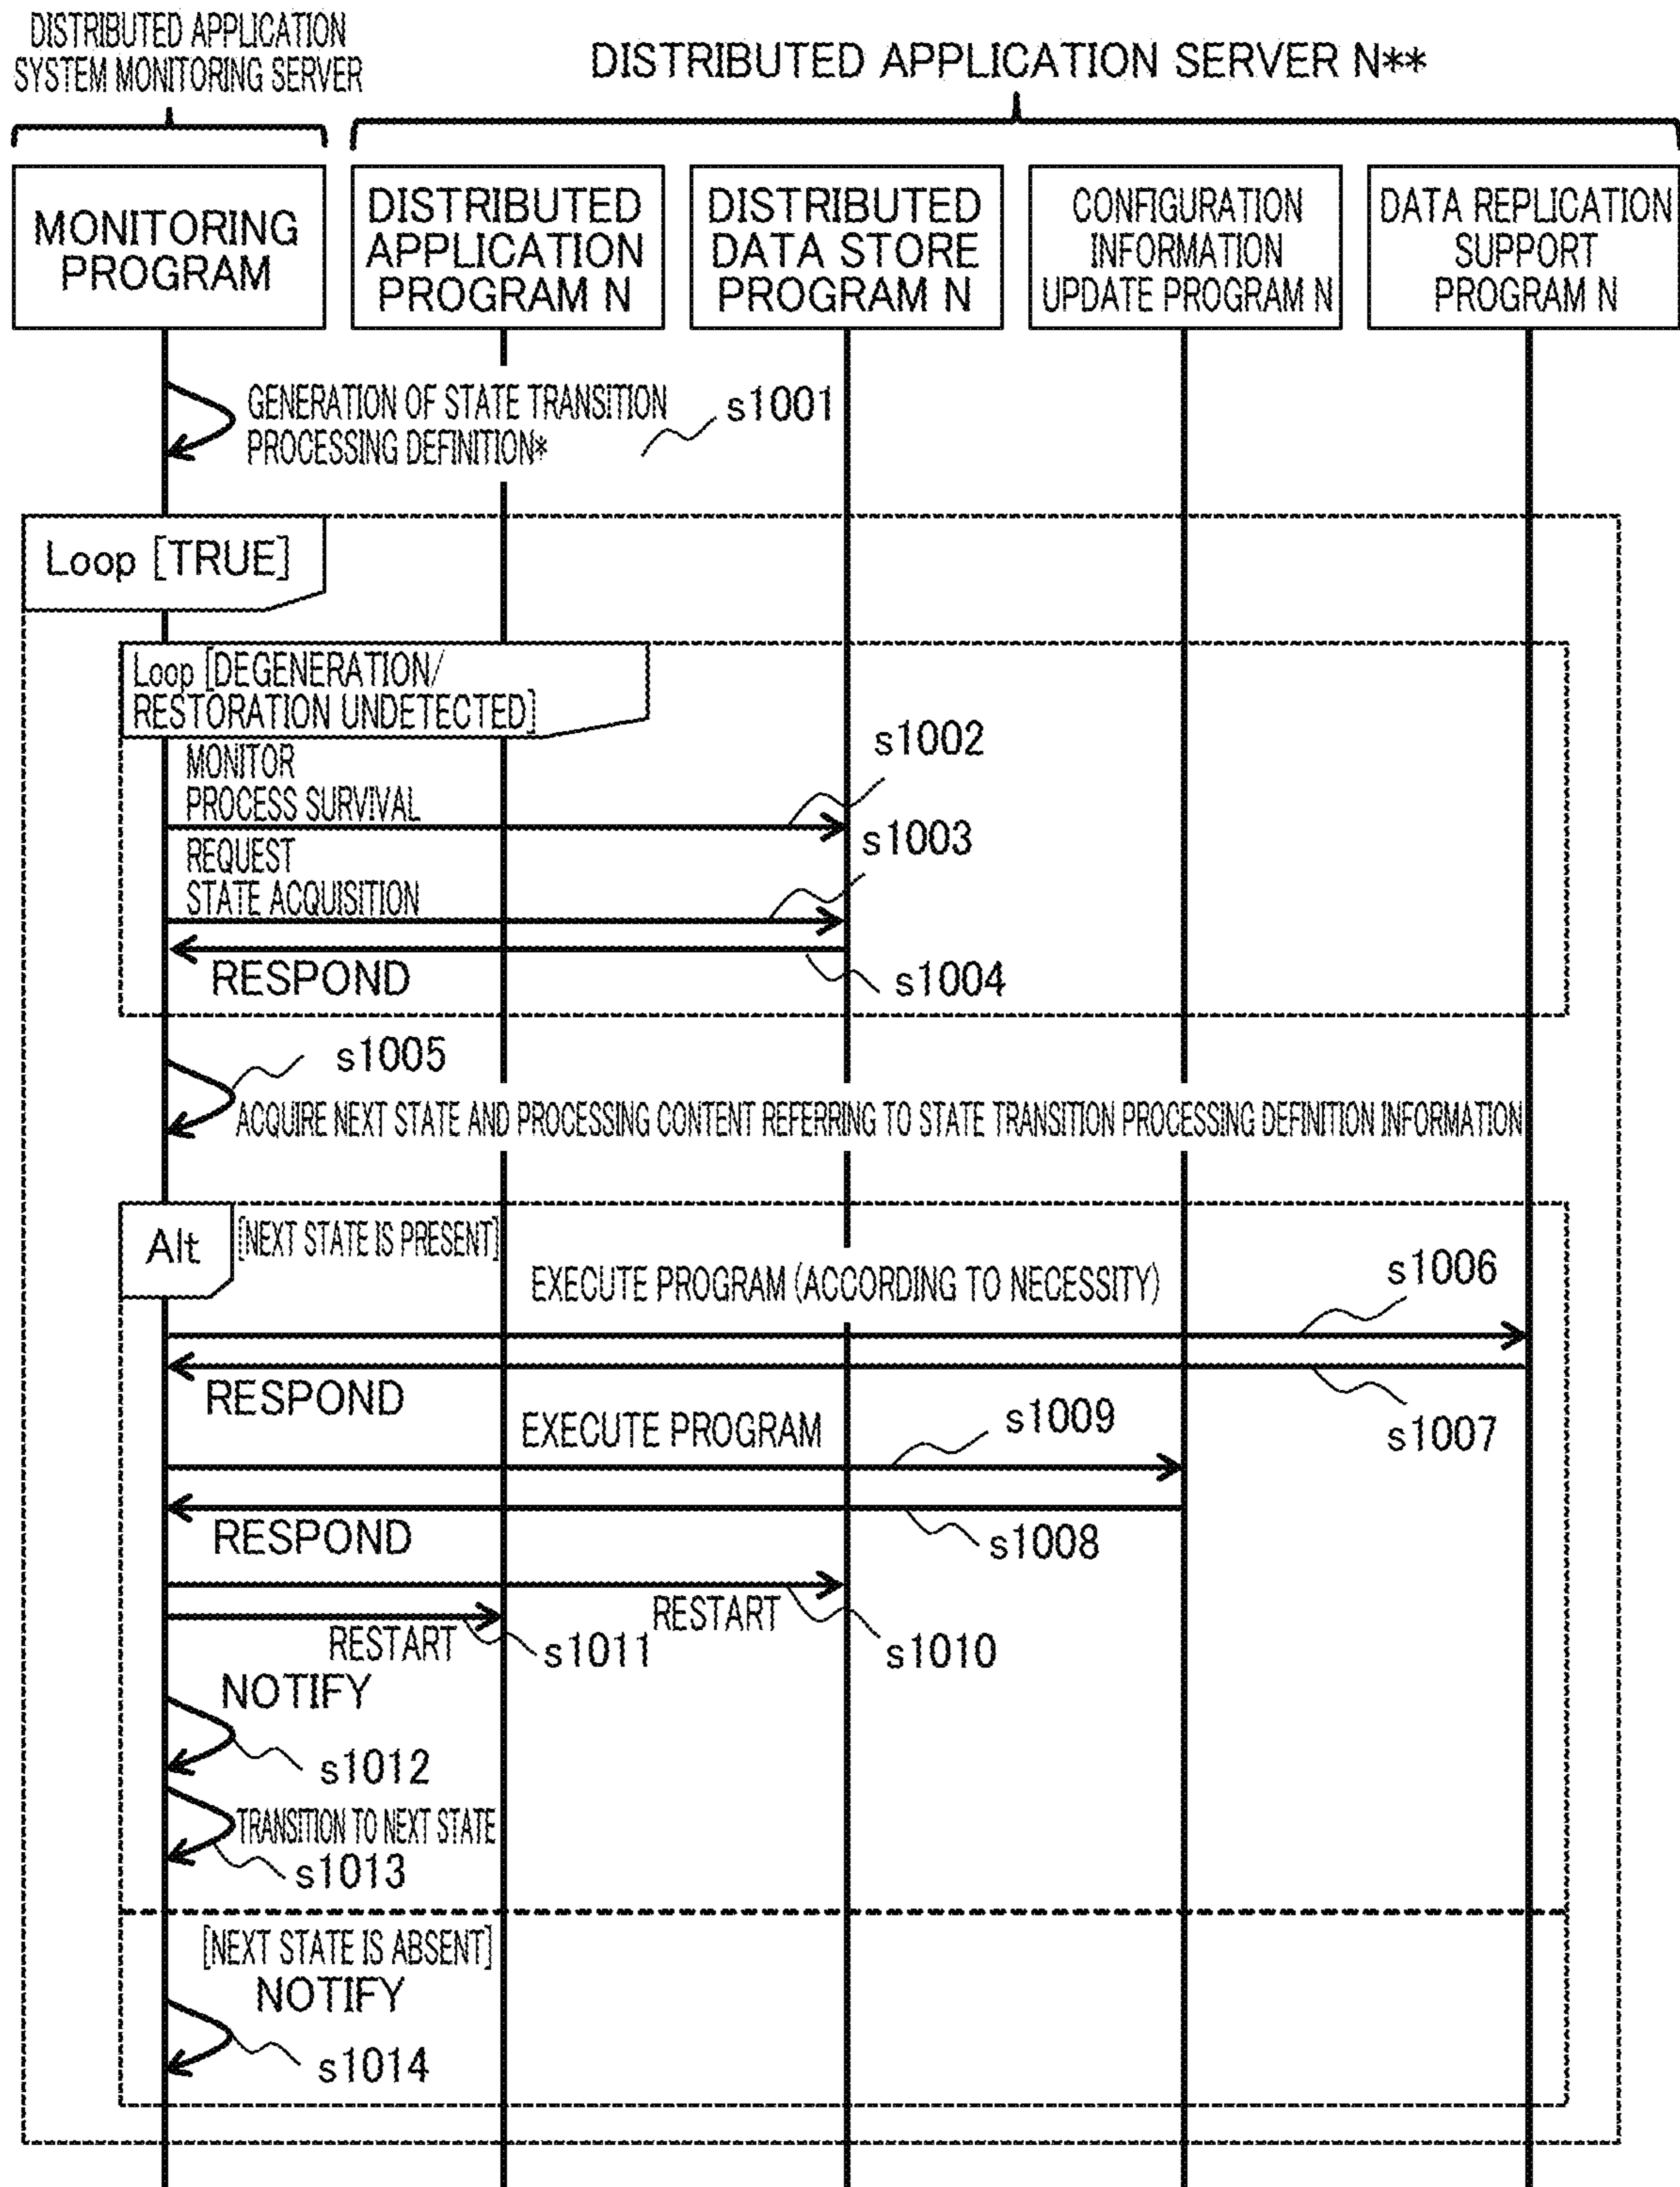 DISTRIBUTED APPLICATION
SYSTEM MONITORING SERVER
DISTRIBUTED APPLICATION SERVER N**
MONITORING
PROGRAM
DISTRIBUTED
APPLICATION
PROGRAM N
DISTRIBUTED
DATA STORE
PROGRAM N
CONFIGURATION
INFORMATION
UPDATE PROGRAM N
DATA REPLICATION
SUPPORT
PROGRAM N
GENERATION OF STATE TRANSITION
PROCESSING DEFINITION*
s1001
Loop [TRUE]
Loop [DEGENERATION/
RESTORATION UNDETECTED]
MONITOR
PROCESS SURVIVAL
s1002
REQUEST
STATE ACQUISITION
s1003
RESPOND
s1004
s1005
ACQUIRE NEXT STATE AND PROCESSING CONTENT REFERRING TO STATE TRANSITION PROCESSING DEFINITION INFORMATION
Alt
[NEXT STATE IS PRESENT]
EXECUTE PROGRAM (ACCORDING TO NECESSITY)
s1006
RESPOND
s1007
EXECUTE PROGRAM
s1009
RESPOND
s1008
RESTART
s1010
RESTART
s1011
NOTIFY
s1012
TRANSITION TO NEXT STATE
s1013
[NEXT STATE IS ABSENT]
NOTIFY
s1014